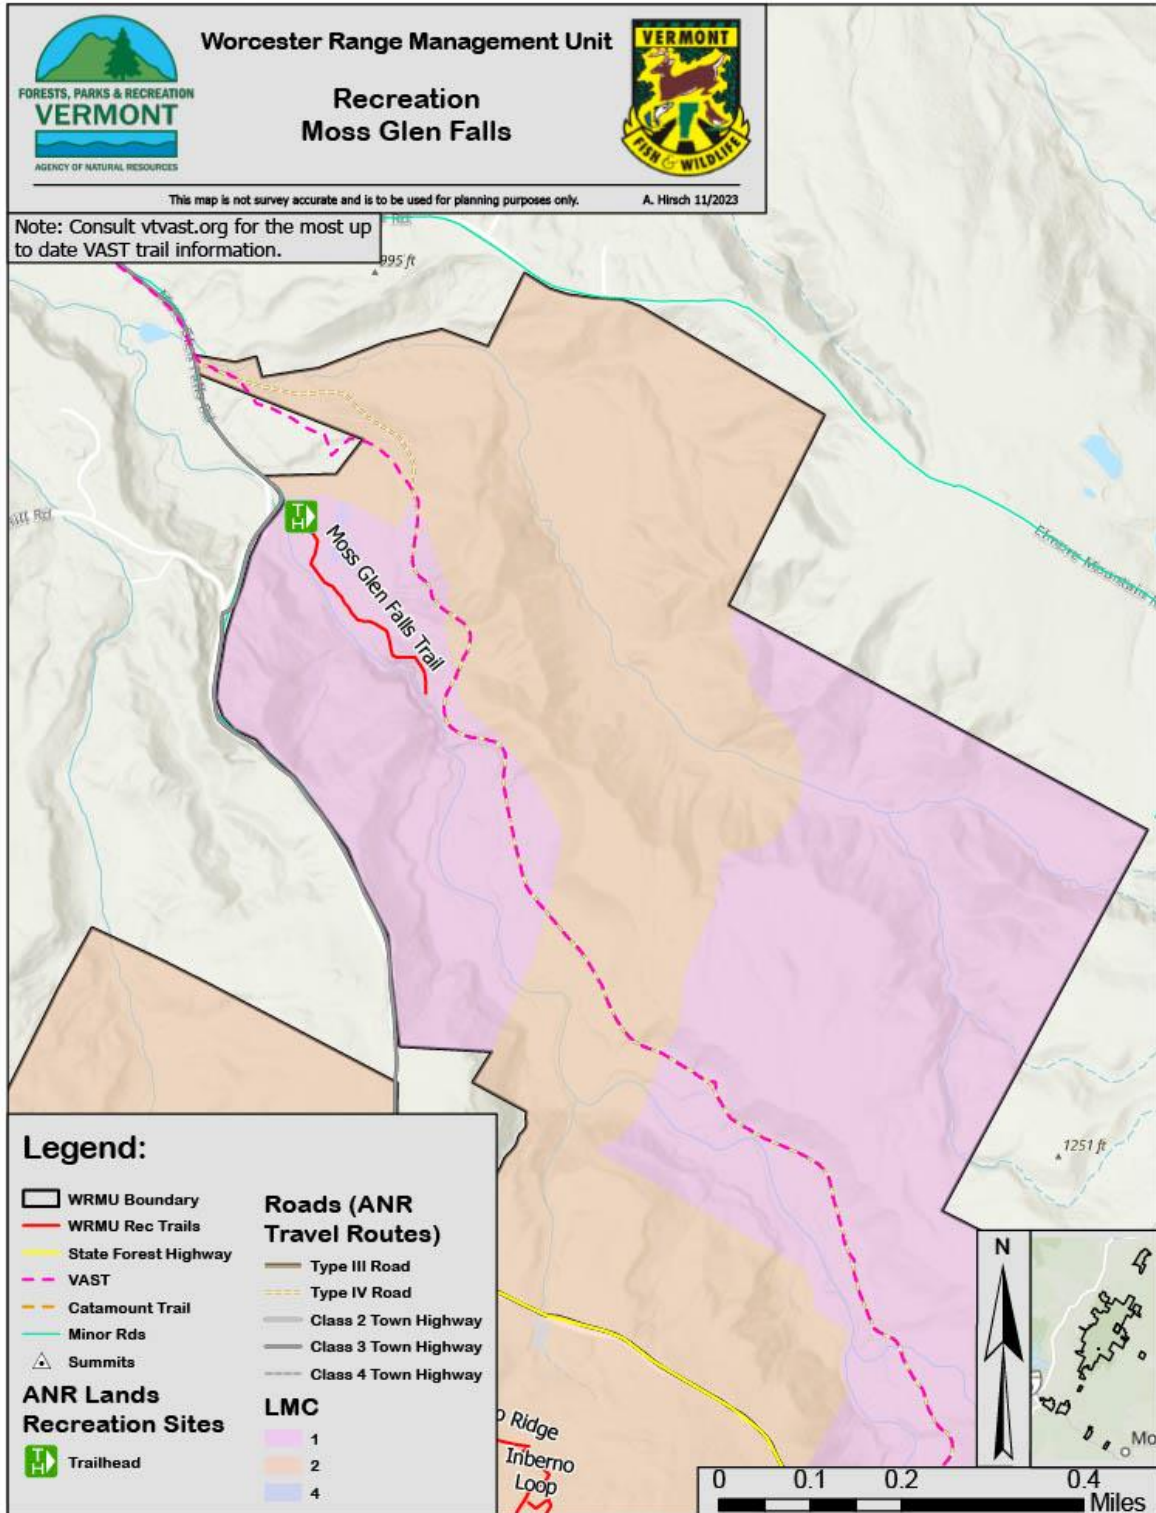 FORESTS, PARKS & RECREATION
VERMONT
AGENCY OF NATURAL RESOURCES
Worcester Range Management Unit
Recreation
Moss Glen Falls
VERMONT
FISH & WILDLIFE
This map is not survey accurate and is to be used for planning purposes only.
A. Hirsch 11/2023
Note: Consult vtvast.org for the most up
to date VAST trail information.
Rd
995 ft
TH
Moss Glen Falls Trail
Elmore Mountain R
1251 ft
Legend:
WRMU Boundary
WRMU Rec Trails
State Forest Highway
VAST
Catamount Trail
Minor Rds
Summits
ANR Lands
Recreation Sites
TH
Trailhead
Roads (ANR
Travel Routes)
Type III Road
Type IV Road
Class 2 Town Highway
Class 3 Town Highway
Class 4 Town Highway
LMC
1
2
4
o Ridge
Inberno
Loop
N
Mo
0 0.1 0.2 0.4
Miles